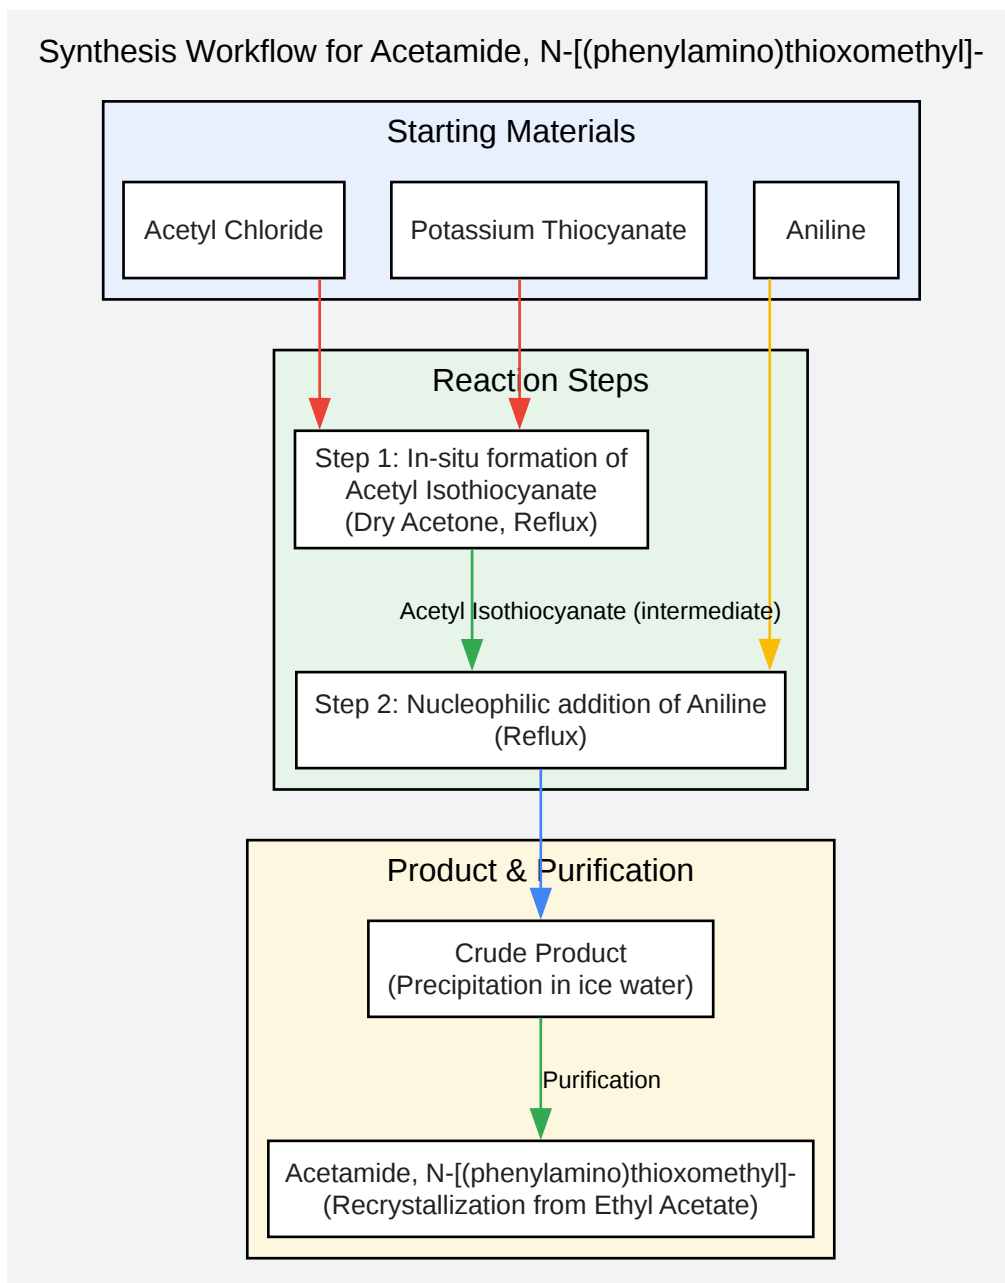 Synthesis Workflow for Acetamide, N-[(phenylamino)thioxomethyl]-
Starting Materials
Acetyl Chloride
Potassium Thiocyanate
Aniline
Reaction Steps
Step 1: In-situ formation of
Acetyl Isothiocyanate
(Dry Acetone, Reflux)
Acetyl Isothiocyanate (intermediate)
Step 2: Nucleophilic addition of Aniline
(Reflux)
Product & Purification
Crude Product
(Precipitation in ice water)
Purification
Acetamide, N-[(phenylamino)thioxomethyl]-
(Recrystallization from Ethyl Acetate)